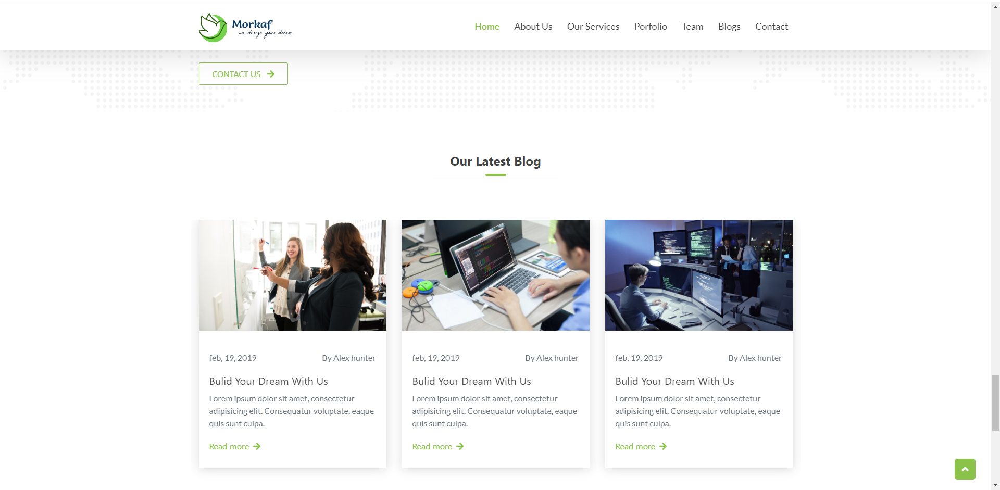 Morkaf
we design your dream
Home About Us Our Services Porfolio Team Blogs Contact
CONTACT US
Our Latest Blog
feb, 19, 2019 By Alex hunter
Bulid Your Dream With Us
Lorem ipsum dolor sit amet, consectetur
adipisicing elit. Consequatur voluptate, eaque
quis sunt culpa.
Read more
feb, 19, 2019 By Alex hunter
Bulid Your Dream With Us
Lorem ipsum dolor sit amet, consectetur
adipisicing elit. Consequatur voluptate, eaque
quis sunt culpa.
Read more
feb, 19, 2019 By Alex hunter
Bulid Your Dream With Us
Lorem ipsum dolor sit amet, consectetur
adipisicing elit. Consequatur voluptate, eaque
quis sunt culpa.
Read more